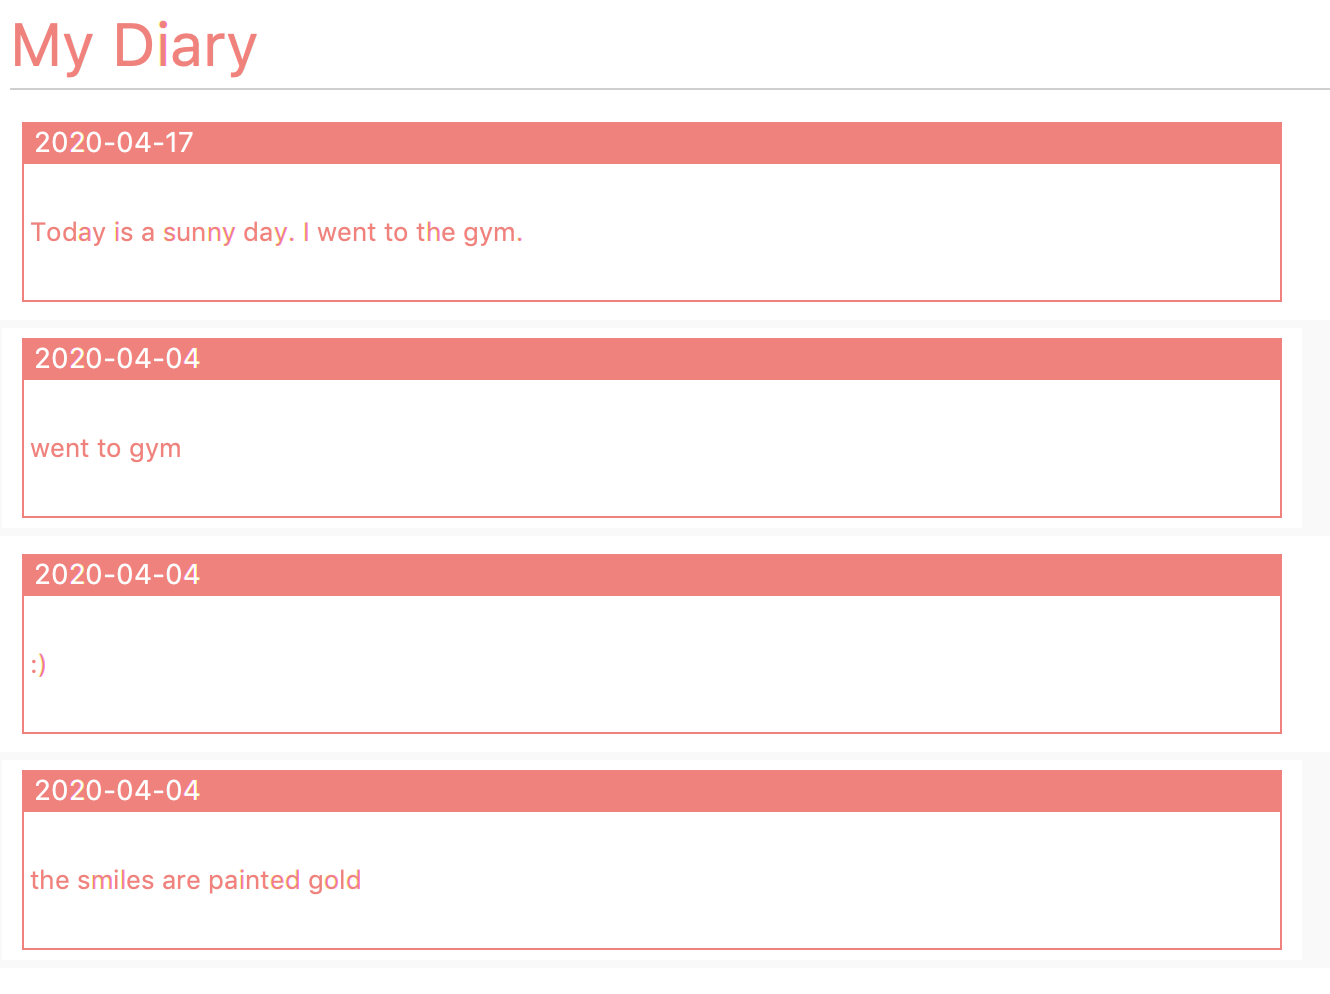 My Diary
2020-04-17
Today is a sunny day. I went to the gym.
2020-04-04
went to gym
2020-04-04
:)
2020-04-04
the smiles are painted gold